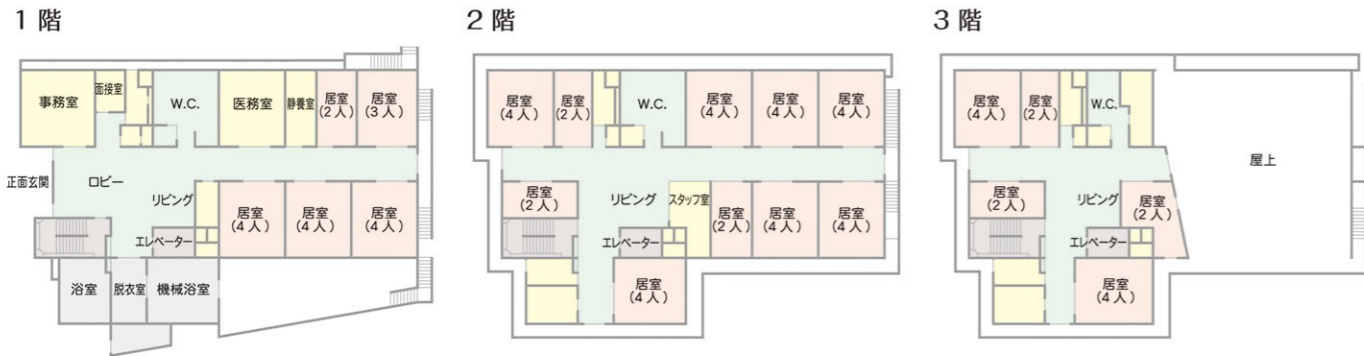 1階
2階
3階
事務室
面接室
W.C.
医務室
静養室
居室
(2人)
居室
(3人)
正面玄関
ロビー
リビング
居室
(4人)
居室
(4人)
居室
(4人)
エレベーター
浴室
脱衣室
機械浴室
居室
(4人)
居室
(2人)
W.C.
居室
(4人)
居室
(4人)
居室
(4人)
居室
(2人)
リビング
スタッフ室
居室
(2人)
居室
(4人)
居室
(4人)
エレベーター
居室
(4人)
居室
(4人)
居室
(2人)
W.C.
屋上
居室
(2人)
リビング
居室
(2人)
エレベーター
居室
(4人)